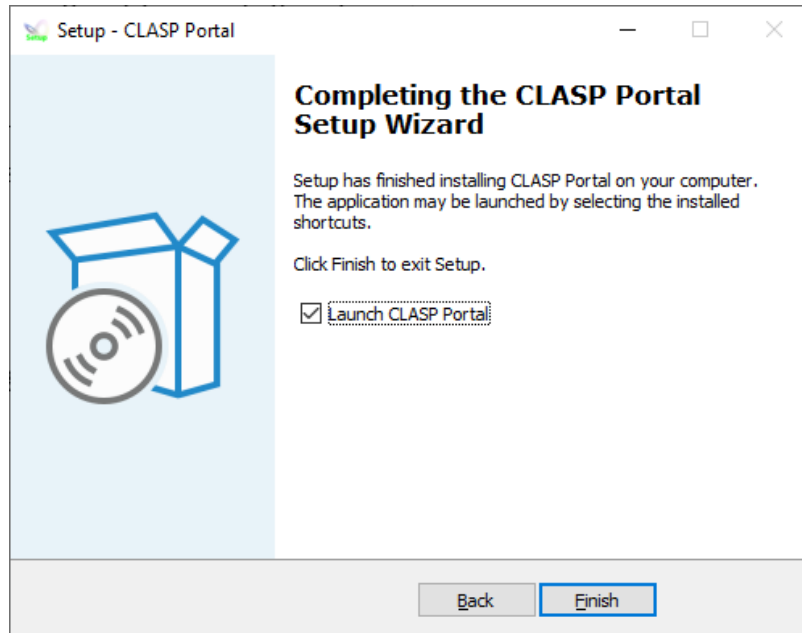 Setup - CLASP Portal
Completing the CLASP Portal
Setup Wizard
Setup has finished installing CLASP Portal on your computer.
The application may be launched by selecting the installed
shortcuts.
Click Finish to exit Setup.
Launch CLASP Portal
Back Finish